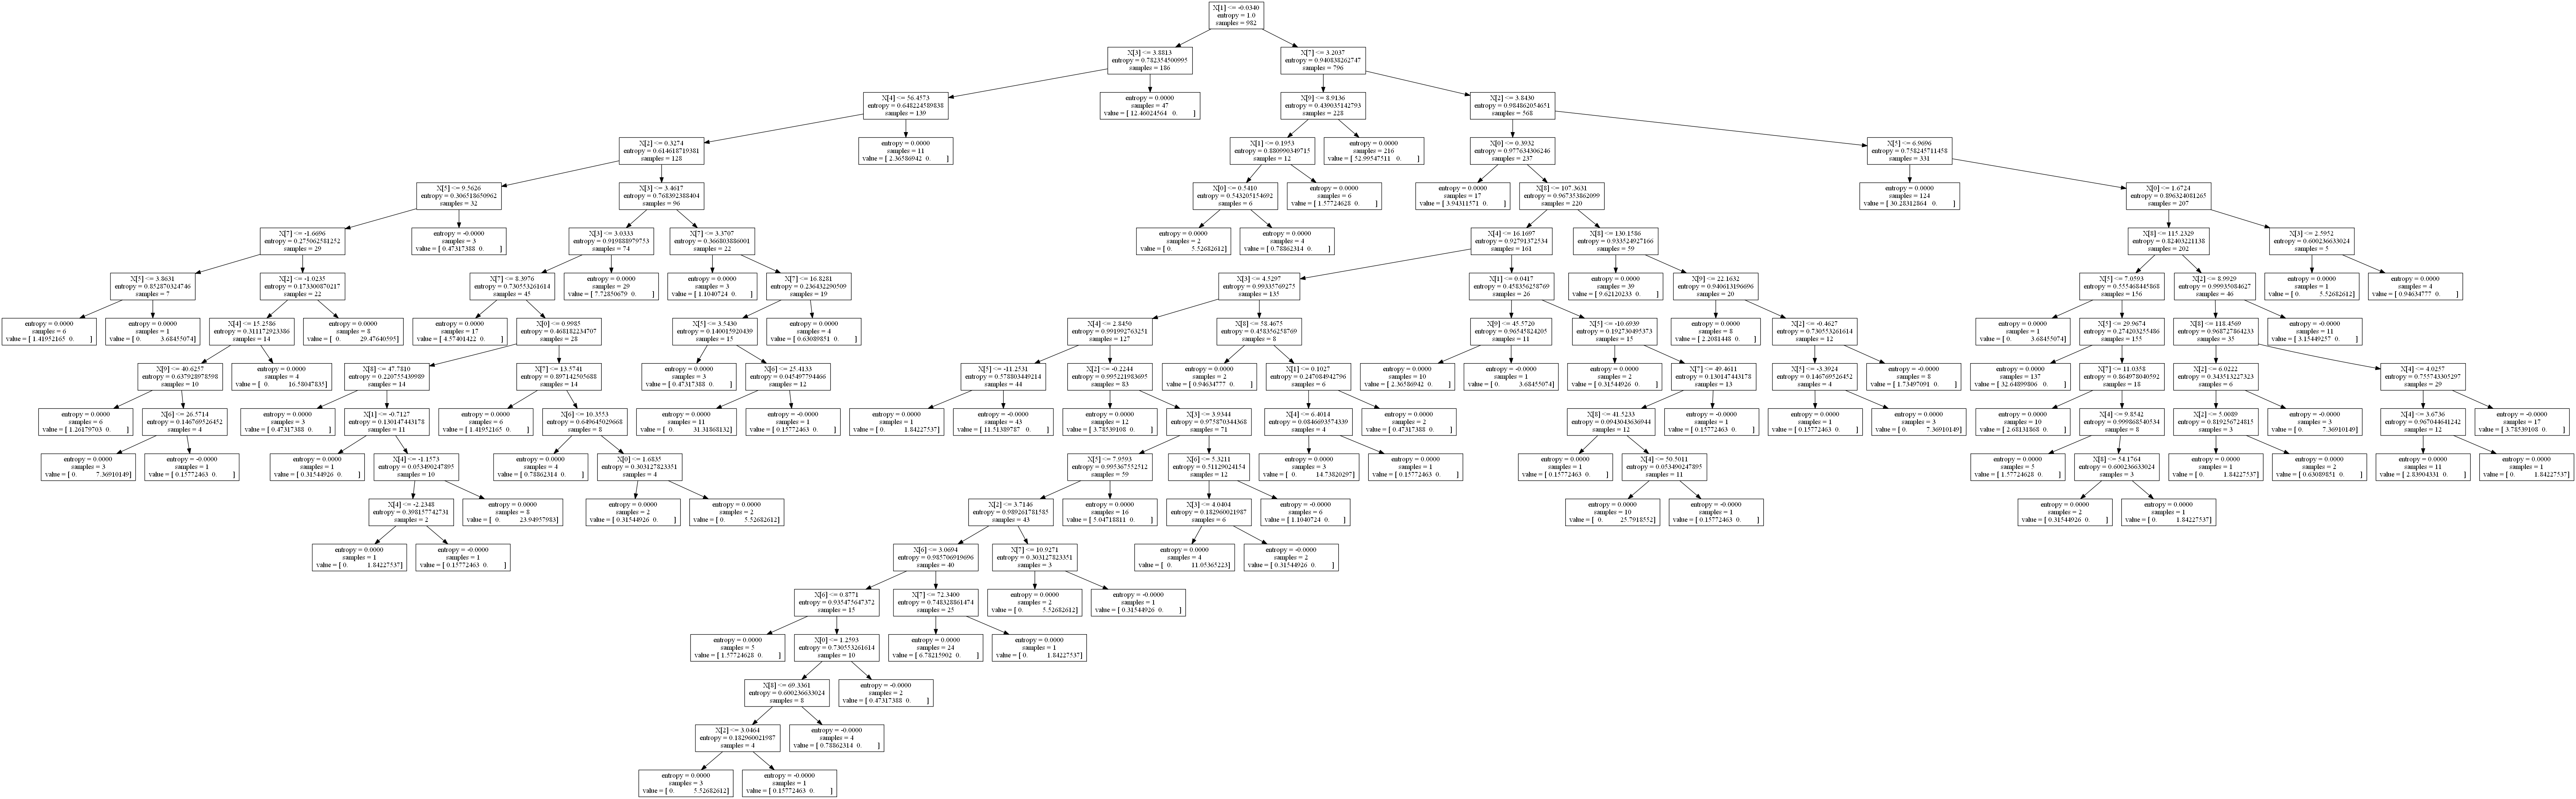 X[1] <= -0.0340
entropy = 1.0
samples = 982
X[3] <= 3.8813
entropy = 0.782354500995
samples = 186
X[7] <= 3.2037
entropy = 0.940838262747
samples = 796
X[4] <= 56.4573
entropy = 0.648224589838
samples = 139
entropy = 0.0000
samples = 47
value = [ 12.46024564 0. ]
X[9] <= 8.9136
entropy = 0.439035142793
samples = 228
X[2] <= 3.8430
entropy = 0.984862054651
samples = 568
X[2] <= 0.3274
entropy = 0.614618719381
samples = 128
entropy = 0.0000
samples = 11
value = [ 2.36586942 0. ]
X[1] <= 0.1953
entropy = 0.880990349715
samples = 12
entropy = 0.0000
samples = 216
value = [ 52.99547511 0. ]
X[0] <= 0.3932
entropy = 0.977634306246
samples = 237
X[5] <= 6.9696
entropy = 0.758245711458
samples = 331
X[5] <= 9.5626
entropy = 0.306518650962
samples = 32
X[3] <= 3.4617
entropy = 0.768392388404
samples = 96
X[0] <= 0.5410
entropy = 0.543205154692
samples = 6
entropy = 0.0000
samples = 6
value = [ 1.57724628 0. ]
entropy = 0.0000
samples = 17
value = [ 3.94311571 0. ]
X[8] <= 107.3631
entropy = 0.967353862099
samples = 220
entropy = 0.0000
samples = 124
value = [ 30.28312864 0. ]
X[0] <= 1.6724
entropy = 0.896324081265
samples = 207
X[7] <= -1.6696
entropy = 0.275062581252
samples = 29
entropy = -0.0000
samples = 3
value = [ 0.47317388 0. ]
X[3] <= 3.0333
entropy = 0.919888979753
samples = 74
X[7] <= 3.3707
entropy = 0.366803886001
samples = 22
entropy = 0.0000
samples = 2
value = [ 0. 5.52682612]
entropy = 0.0000
samples = 4
value = [ 0.78862314 0. ]
X[4] <= 16.1697
entropy = 0.92791372534
samples = 161
X[8] <= 130.1586
entropy = 0.933524927166
samples = 59
X[8] <= 115.2329
entropy = 0.82403221138
samples = 202
X[3] <= 2.5952
entropy = 0.600236633024
samples = 5
X[5] <= 3.8631
entropy = 0.852870324746
samples = 7
X[2] <= -1.0235
entropy = 0.173300870217
samples = 22
X[7] <= 8.3976
entropy = 0.730553261614
samples = 45
entropy = 0.0000
samples = 29
value = [ 7.72850679 0. ]
entropy = 0.0000
samples = 3
value = [ 1.1040724 0. ]
X[7] <= 16.8281
entropy = 0.236432290509
samples = 19
X[3] <= 4.5297
entropy = 0.99335769275
samples = 135
X[1] <= 0.0417
entropy = 0.458356258769
samples = 26
entropy = 0.0000
samples = 39
value = [ 9.62120233 0. ]
X[9] <= 22.1632
entropy = 0.940613196696
samples = 20
X[5] <= 7.0593
entropy = 0.555468445868
samples = 156
X[2] <= 8.9929
entropy = 0.99935084627
samples = 46
entropy = 0.0000
samples = 1
value = [ 0. 5.52682612]
entropy = 0.0000
samples = 4
value = [ 0.94634777 0. ]
entropy = 0.0000
samples = 6
value = [ 1.41952165 0. ]
entropy = 0.0000
samples = 1
value = [ 0. 3.68455074]
X[4] <= 15.2586
entropy = 0.311172923386
samples = 14
entropy = 0.0000
samples = 8
value = [ 0. 29.47640595]
entropy = 0.0000
samples = 17
value = [ 4.57401422 0. ]
X[0] <= 0.9985
entropy = 0.468182234707
samples = 28
X[5] <= 3.5430
entropy = 0.140015920439
samples = 15
entropy = 0.0000
samples = 4
value = [ 0.63089851 0. ]
X[4] <= 2.8450
entropy = 0.991992763251
samples = 127
X[8] <= 58.4675
entropy = 0.458356258769
samples = 8
X[9] <= 45.5720
entropy = 0.96545824205
samples = 11
X[5] <= -10.6939
entropy = 0.192730495373
samples = 15
entropy = 0.0000
samples = 8
value = [ 2.2081448 0. ]
X[2] <= -0.4627
entropy = 0.730553261614
samples = 12
entropy = 0.0000
samples = 1
value = [ 0. 3.68455074]
X[5] <= 29.9674
entropy = 0.274203255486
samples = 155
X[8] <= 118.4569
entropy = 0.968727864233
samples = 35
entropy = -0.0000
samples = 11
value = [ 3.15449257 0. ]
X[9] <= 40.6257
entropy = 0.637928978598
samples = 10
entropy = 0.0000
samples = 4
value = [ 0. 16.58047835]
X[8] <= 47.7810
entropy = 0.220755439989
samples = 14
X[7] <= 13.5741
entropy = 0.897142505688
samples = 14
entropy = 0.0000
samples = 3
value = [ 0.47317388 0. ]
X[6] <= 25.4133
entropy = 0.045497794466
samples = 12
X[5] <= -11.2531
entropy = 0.578803449214
samples = 44
X[2] <= -0.2244
entropy = 0.995221983695
samples = 83
entropy = 0.0000
samples = 2
value = [ 0.94634777 0. ]
X[1] <= 0.1027
entropy = 0.247084942796
samples = 6
entropy = 0.0000
samples = 10
value = [ 2.36586942 0. ]
entropy = -0.0000
samples = 1
value = [ 0. 3.68455074]
entropy = 0.0000
samples = 2
value = [ 0.31544926 0. ]
X[7] <= 49.4611
entropy = 0.130147443178
samples = 13
X[5] <= -3.3924
entropy = 0.146769526452
samples = 4
entropy = -0.0000
samples = 8
value = [ 1.73497091 0. ]
entropy = 0.0000
samples = 137
value = [ 32.64899806 0. ]
X[7] <= 11.0358
entropy = 0.864978040592
samples = 18
X[2] <= 6.0222
entropy = 0.343513227323
samples = 6
X[4] <= 4.0257
entropy = 0.755743305297
samples = 29
entropy = 0.0000
samples = 6
value = [ 1.26179703 0. ]
X[6] <= 26.5714
entropy = 0.146769526452
samples = 4
entropy = 0.0000
samples = 3
value = [ 0.47317388 0. ]
X[1] <= -0.7127
entropy = 0.130147443178
samples = 11
entropy = 0.0000
samples = 6
value = [ 1.41952165 0. ]
X[6] <= 10.3553
entropy = 0.649645029668
samples = 8
entropy = 0.0000
samples = 11
value = [ 0. 31.31868132]
entropy = -0.0000
samples = 1
value = [ 0.15772463 0. ]
entropy = 0.0000
samples = 1
value = [ 0. 1.84227537]
entropy = -0.0000
samples = 43
value = [ 11.51389787 0. ]
entropy = 0.0000
samples = 12
value = [ 3.78539108 0. ]
X[3] <= 3.9344
entropy = 0.975870344368
samples = 71
X[4] <= 6.4014
entropy = 0.0846693574339
samples = 4
entropy = 0.0000
samples = 2
value = [ 0.47317388 0. ]
X[8] <= 41.5233
entropy = 0.0943043636944
samples = 12
entropy = -0.0000
samples = 1
value = [ 0.15772463 0. ]
entropy = 0.0000
samples = 1
value = [ 0.15772463 0. ]
entropy = 0.0000
samples = 3
value = [ 0. 7.36910149]
entropy = 0.0000
samples = 10
value = [ 2.68131868 0. ]
X[4] <= 9.8542
entropy = 0.999868540534
samples = 8
X[2] <= 5.0089
entropy = 0.819256724815
samples = 3
entropy = -0.0000
samples = 3
value = [ 0. 7.36910149]
X[4] <= 3.6736
entropy = 0.967044641242
samples = 12
entropy = -0.0000
samples = 17
value = [ 3.78539108 0. ]
entropy = 0.0000
samples = 3
value = [ 0. 7.36910149]
entropy = -0.0000
samples = 1
value = [ 0.15772463 0. ]
entropy = 0.0000
samples = 1
value = [ 0.31544926 0. ]
X[4] <= -1.1573
entropy = 0.053490247895
samples = 10
entropy = 0.0000
samples = 4
value = [ 0.78862314 0. ]
X[0] <= 1.6835
entropy = 0.303127823351
samples = 4
X[5] <= 7.9593
entropy = 0.995367552512
samples = 59
X[6] <= 5.3211
entropy = 0.51129024154
samples = 12
entropy = 0.0000
samples = 3
value = [ 0. 14.73820297]
entropy = 0.0000
samples = 1
value = [ 0.15772463 0. ]
entropy = 0.0000
samples = 1
value = [ 0.15772463 0. ]
X[4] <= 50.5011
entropy = 0.053490247895
samples = 11
entropy = 0.0000
samples = 5
value = [ 1.57724628 0. ]
X[8] <= 54.1764
entropy = 0.600236633024
samples = 3
entropy = 0.0000
samples = 1
value = [ 0. 1.84227537]
entropy = 0.0000
samples = 2
value = [ 0.63089851 0. ]
entropy = 0.0000
samples = 11
value = [ 2.83904331 0. ]
entropy = 0.0000
samples = 1
value = [ 0. 1.84227537]
X[4] <= -2.2348
entropy = 0.398157742731
samples = 2
entropy = 0.0000
samples = 8
value = [ 0. 23.94957983]
entropy = 0.0000
samples = 2
value = [ 0.31544926 0. ]
entropy = 0.0000
samples = 2
value = [ 0. 5.52682612]
X[2] <= 3.7146
entropy = 0.989261781585
samples = 43
entropy = 0.0000
samples = 16
value = [ 5.04718811 0. ]
X[3] <= 4.0404
entropy = 0.182960021987
samples = 6
entropy = -0.0000
samples = 6
value = [ 1.1040724 0. ]
entropy = 0.0000
samples = 10
value = [ 0. 25.7918552]
entropy = -0.0000
samples = 1
value = [ 0.15772463 0. ]
entropy = 0.0000
samples = 2
value = [ 0.31544926 0. ]
entropy = 0.0000
samples = 1
value = [ 0. 1.84227537]
entropy = 0.0000
samples = 1
value = [ 0. 1.84227537]
entropy = -0.0000
samples = 1
value = [ 0.15772463 0. ]
X[6] <= 3.0694
entropy = 0.985706919696
samples = 40
X[7] <= 10.9271
entropy = 0.303127823351
samples = 3
entropy = 0.0000
samples = 4
value = [ 0. 11.05365223]
entropy = -0.0000
samples = 2
value = [ 0.31544926 0. ]
X[6] <= 0.8771
entropy = 0.935475647372
samples = 15
X[7] <= 72.3400
entropy = 0.748328861474
samples = 25
entropy = 0.0000
samples = 2
value = [ 0. 5.52682612]
entropy = -0.0000
samples = 1
value = [ 0.31544926 0. ]
entropy = 0.0000
samples = 5
value = [ 1.57724628 0. ]
X[0] <= 1.2593
entropy = 0.730553261614
samples = 10
entropy = 0.0000
samples = 24
value = [ 6.78215902 0. ]
entropy = 0.0000
samples = 1
value = [ 0. 1.84227537]
X[8] <= 69.3361
entropy = 0.600236633024
samples = 8
entropy = -0.0000
samples = 2
value = [ 0.47317388 0. ]
X[2] <= 3.0464
entropy = 0.182960021987
samples = 4
entropy = -0.0000
samples = 4
value = [ 0.78862314 0. ]
entropy = 0.0000
samples = 3
value = [ 0. 5.52682612]
entropy = -0.0000
samples = 1
value = [ 0.15772463 0. ]